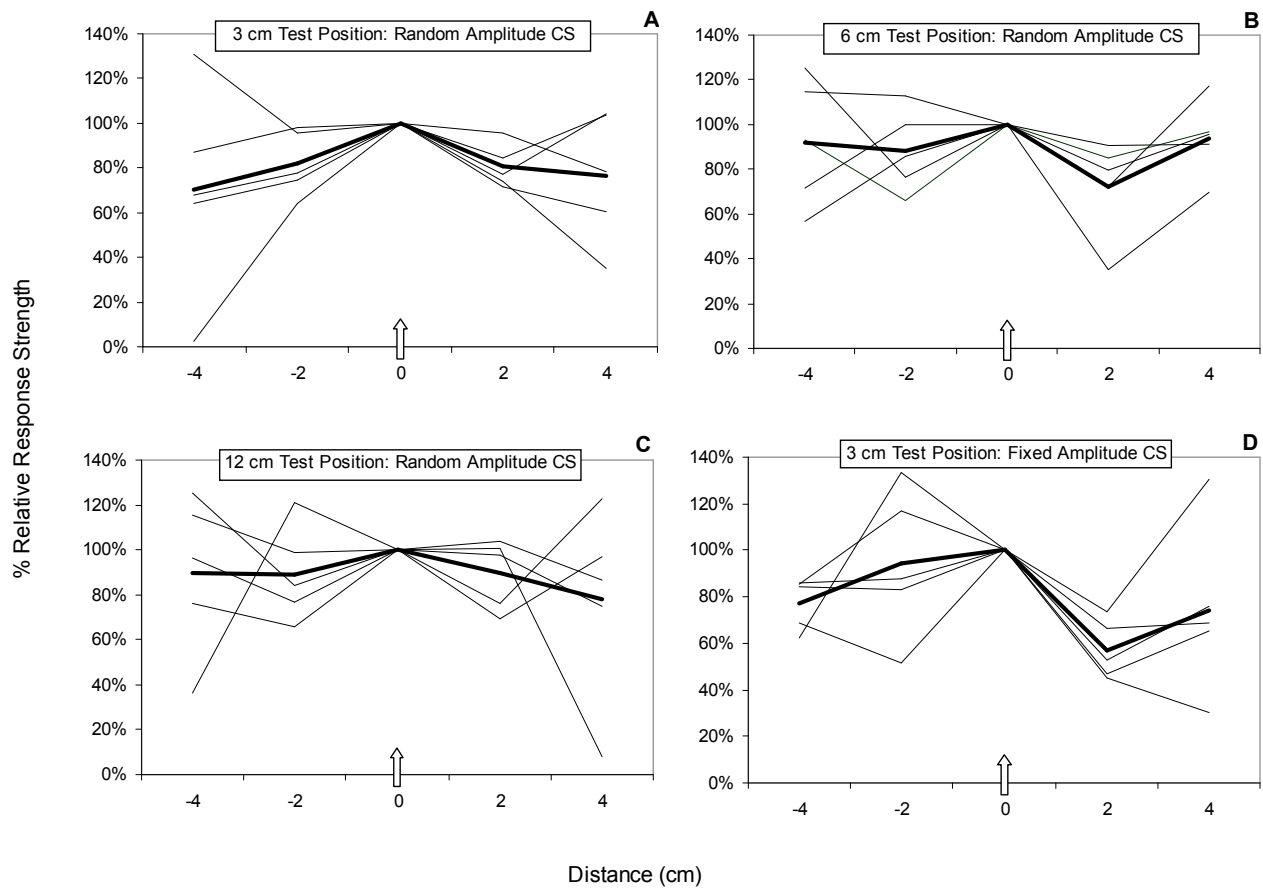 % Relative Response Strength
A
3 cm Test Position: Random Amplitude CS
140%
120%
100%
80%
60%
40%
20%
0%
-4 -2 0 2 4
B
6 cm Test Position: Random Amplitude CS
140%
120%
100%
80%
60%
40%
20%
0%
-4 -2 0 2 4
C
12 cm Test Position: Random Amplitude CS
140%
120%
100%
80%
60%
40%
20%
0%
-4 -2 0 2 4
D
3 cm Test Position: Fixed Amplitude CS
140%
120%
100%
80%
60%
40%
20%
0%
-4 -2 0 2 4
Distance (cm)